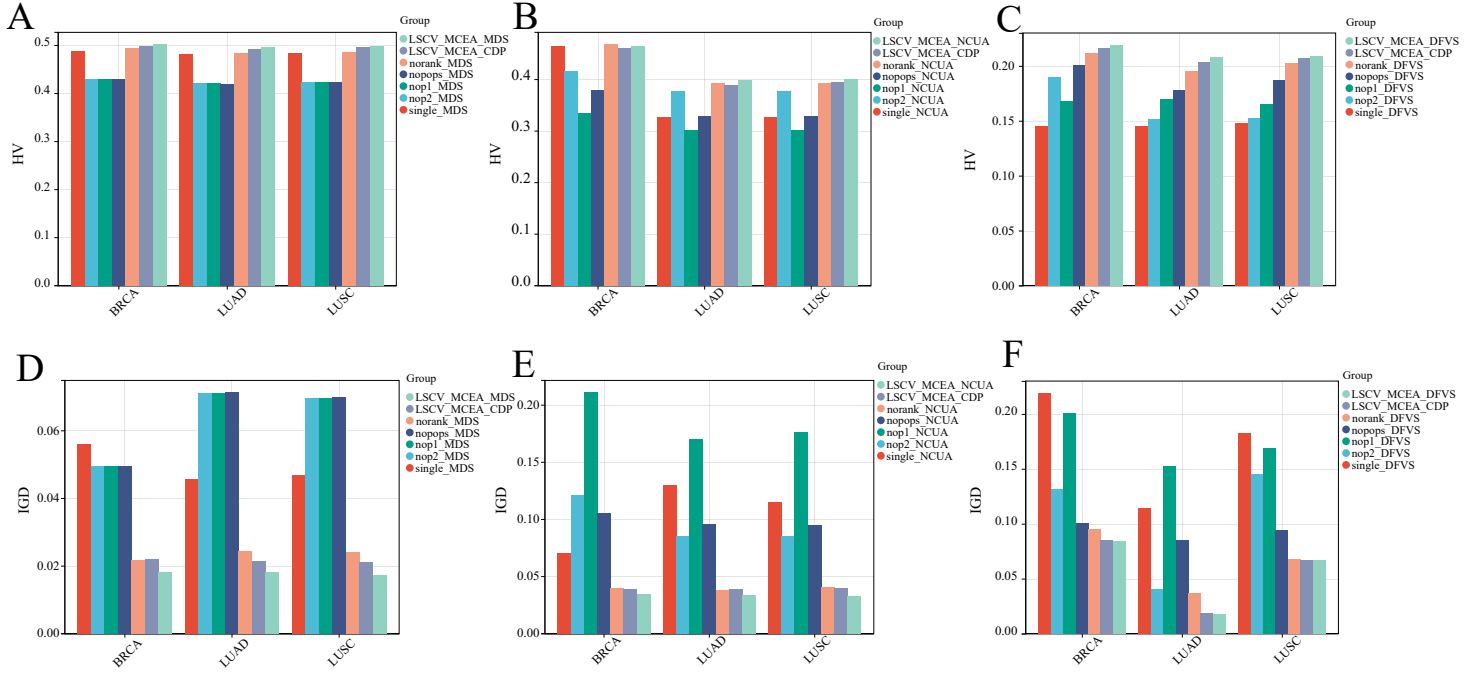 A
Group
LSCV_MCEA_MDS
LSCV_MCEA_CDP
norank_MDS
nopops_MDS
nop1_MDS
nop2_MDS
single_MDS
HV
0.5
0.4
0.3
0.2
0.1
0.0
BRCA
LUAD
LUSC
B
Group
LSCV_MCEA_NCUA
LSCV_MCEA_CDP
norank_NCUA
nopops_NCUA
nop1_NCUA
nop2_NCUA
single_NCUA
HV
0.4
0.3
0.2
0.1
0.0
BRCA
LUAD
LUSC
C
Group
LSCV_MCEA_DFVS
LSCV_MCEA_CDP
norank_DFVS
nopops_DFVS
nop1_DFVS
nop2_DFVS
single_DFVS
HV
0.20
0.15
0.10
0.05
0.00
BRCA
LUAD
LUSC
D
Group
LSCV_MCEA_MDS
LSCV_MCEA_CDP
norank_MDS
nopops_MDS
nop1_MDS
nop2_MDS
single_MDS
IGD
0.06
0.04
0.02
0.00
BRCA
LUAD
LUSC
E
Group
LSCV_MCEA_NCUA
LSCV_MCEA_CDP
norank_NCUA
nopops_NCUA
nop1_NCUA
nop2_NCUA
single_NCUA
IGD
0.20
0.15
0.10
0.05
0.00
BRCA
LUAD
LUSC
F
Group
LSCV_MCEA_DFVS
LSCV_MCEA_CDP
norank_DFVS
nopops_DFVS
nop1_DFVS
nop2_DFVS
single_DFVS
IGD
0.20
0.15
0.10
0.05
0.00
BRCA
LUAD
LUSC